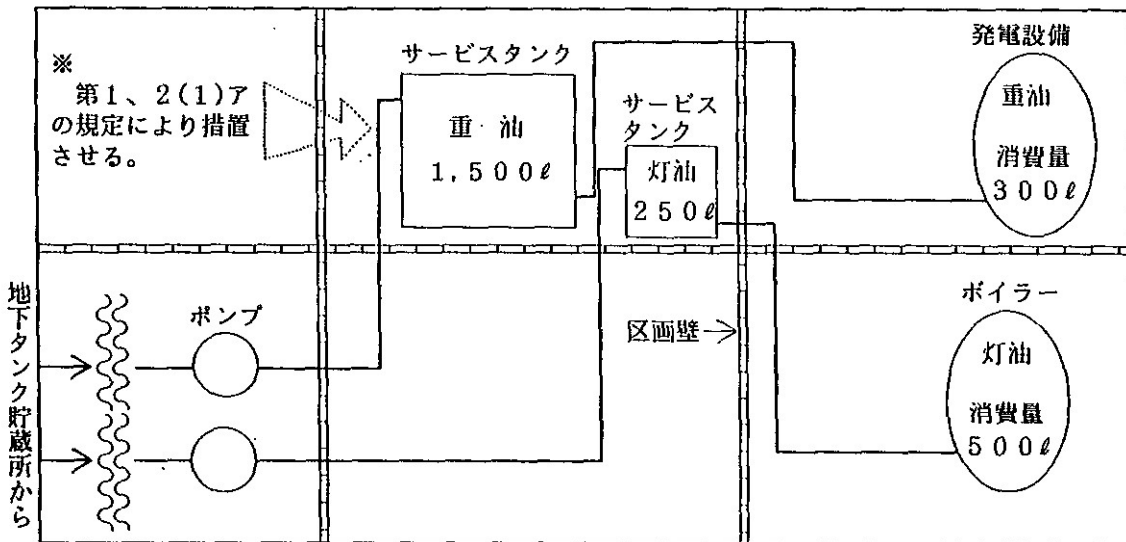 ※
第1、2(1)ア
の規定により措置
させる。
サービスタンク
重油
1,500ℓ
サービス
タンク
灯油
250ℓ
発電設備
重油
消費量
300ℓ
地下タンク貯蔵所から
ポンプ
区画壁→
ボイラー
灯油
消費量
500ℓ